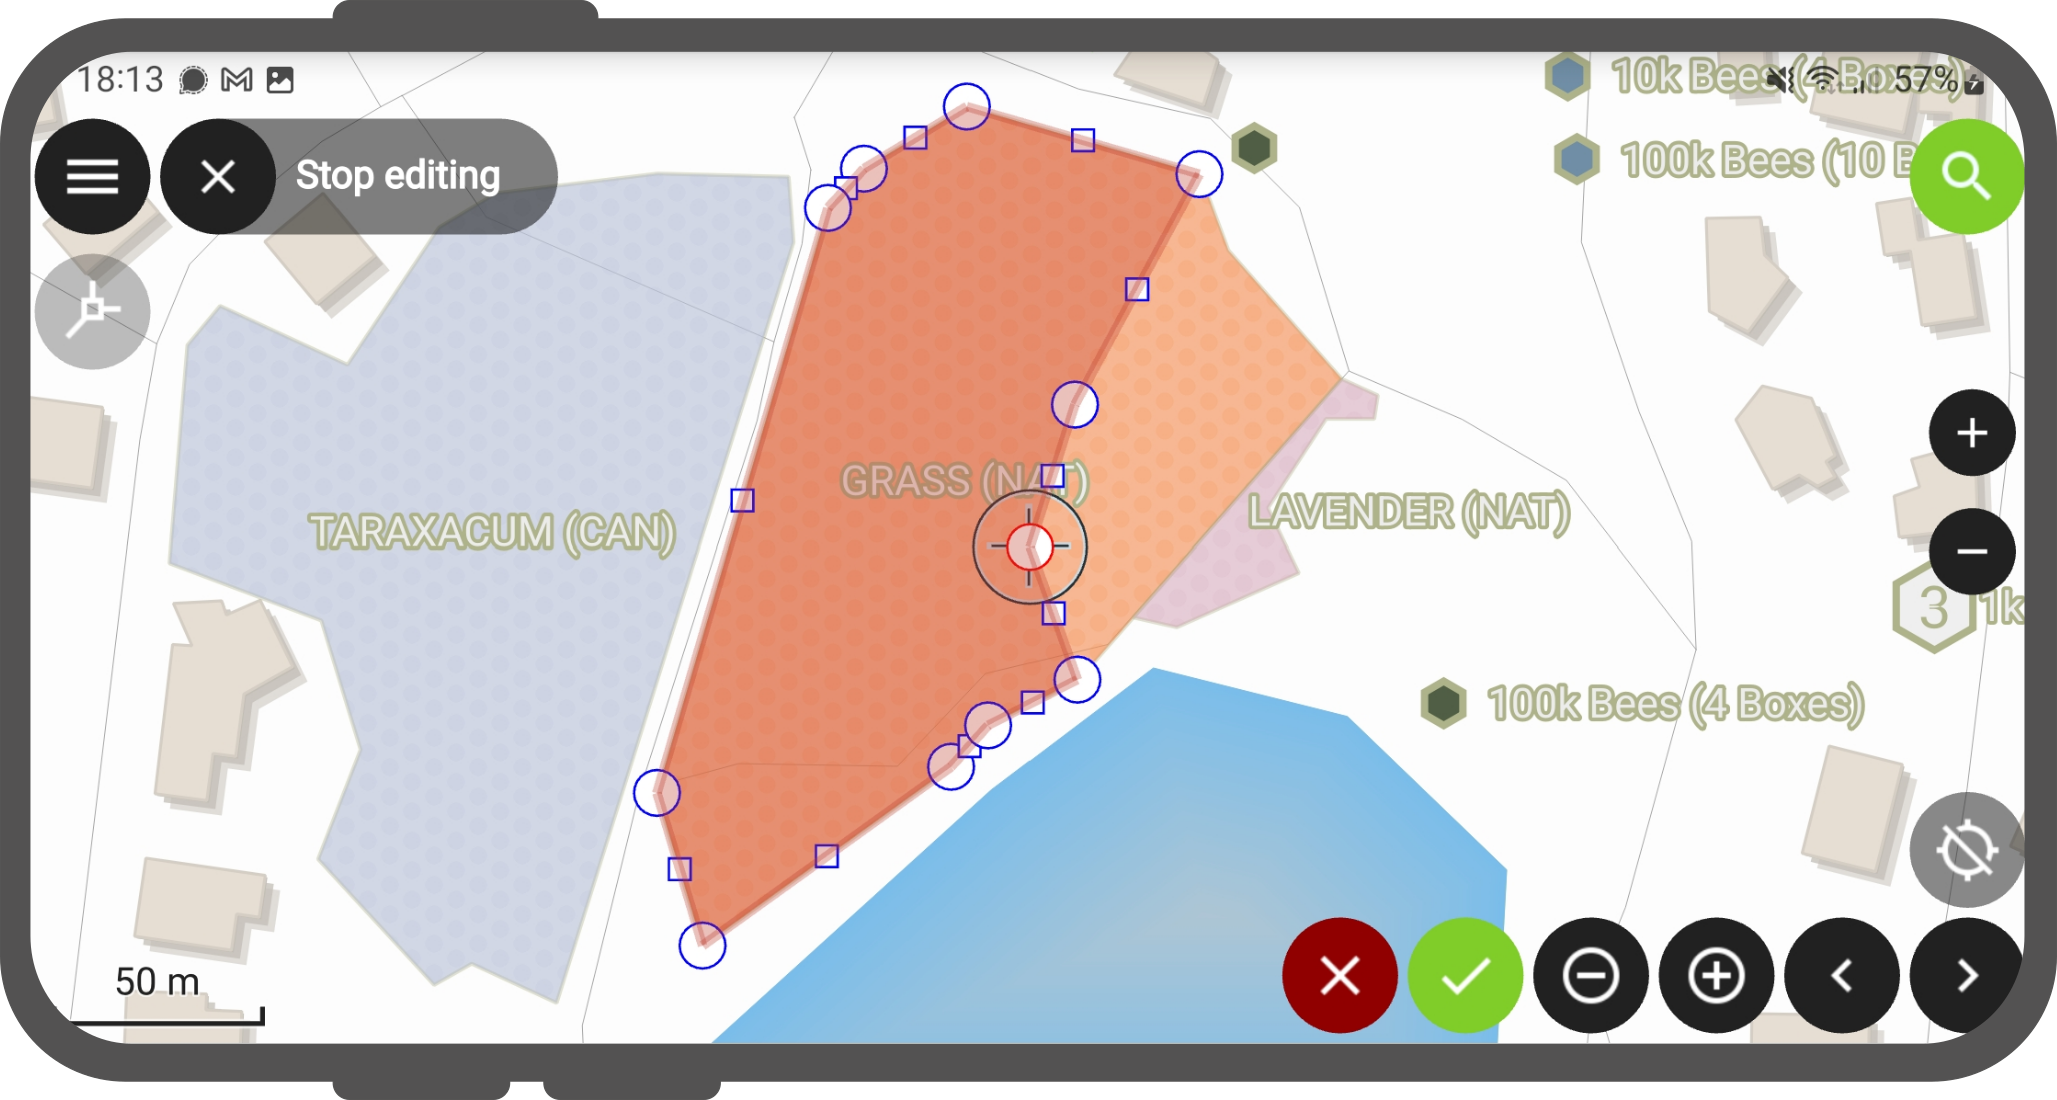 18:13
57%
10k Bees (4 Boxes)
Stop editing
100k Bees (10 B
GRASS (NAT)
TARAXACUM (CAN)
LAVENDER (NAT)
3
1k
100k Bees (4 Boxes)
50 m